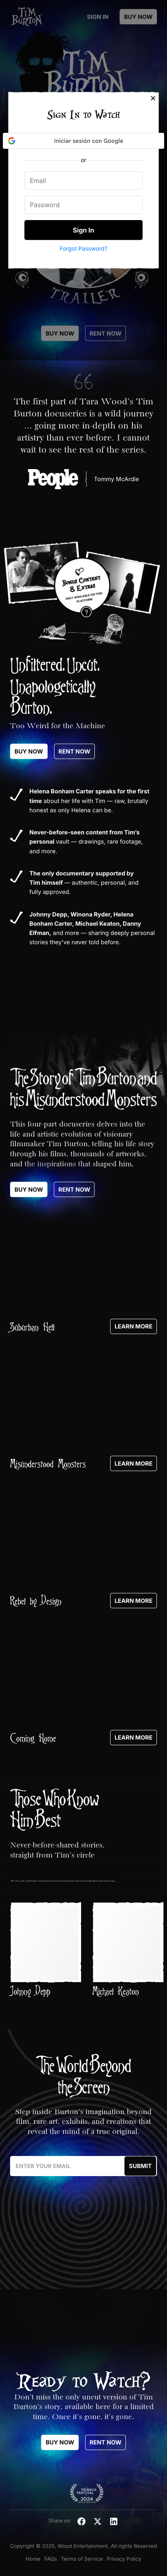 TIM
BURTON
SIGN IN
BUY NOW
TIM
BURTON
×
Sign In to Watch
Iniciar sesión con Google
or
Email
Password
Sign In
Forgot Password?
TRAILER
BUY NOW
RENT NOW
The first part of Tara Wood's Tim
Burton docuseries is a wild journey
... going more in-depth on his
artistry than ever before. I cannot
wait to see the rest of the series.
People
Tommy McArdle
Bonus Content
& Extras
ONLY AVAILABLE ON THIS
PLATFORM
Unfiltered. Uncut.
Unapologetically
Burton.
Too Weird for the Machine
BUY NOW
RENT NOW
Helena Bonham Carter speaks for the first
time about her life with Tim — raw, brutally
honest as only Helena can be.
Never-before-seen content from Tim's
personal vault — drawings, rare footage,
and more.
The only documentary supported by
Tim himself — authentic, personal, and
fully approved.
Johnny Depp, Winona Ryder, Helena
Bonham Carter, Michael Keaton, Danny
Elfman, and more — sharing deeply personal
stories they've never told before.
The Story of Tim Burton and
his Misunderstood Monsters
This four-part docuseries delves into the
life and artistic evolution of visionary
filmmaker Tim Burton, telling his life story
through his films, thousands of artworks,
and the inspirations that shaped him.
BUY NOW
RENT NOW
Suburban Hell
LEARN MORE
Misunderstood Monsters
LEARN MORE
Rebel by Design
LEARN MORE
Coming Home
LEARN MORE
Those Who Know
Him Best
Never-before-shared stories,
straight from Tim's circle
Johnny Depp
Michael Keaton
The World Beyond
the Screen
Step inside Burton's imagination beyond
film, rare art, exhibits, and creations that
reveal the mind of a true original.
ENTER YOUR EMAIL
SUBMIT
Ready to Watch?
Don't miss the only uncut version of Tim
Burton's story, available here for a limited
time. Once it's gone, it's gone.
BUY NOW
RENT NOW
TRIBECA
FESTIVAL
2024
Share on
Copyright © 2025, Wood Entertainment, All rights Reserved
Home FAQs Terms of Service Privacy Policy